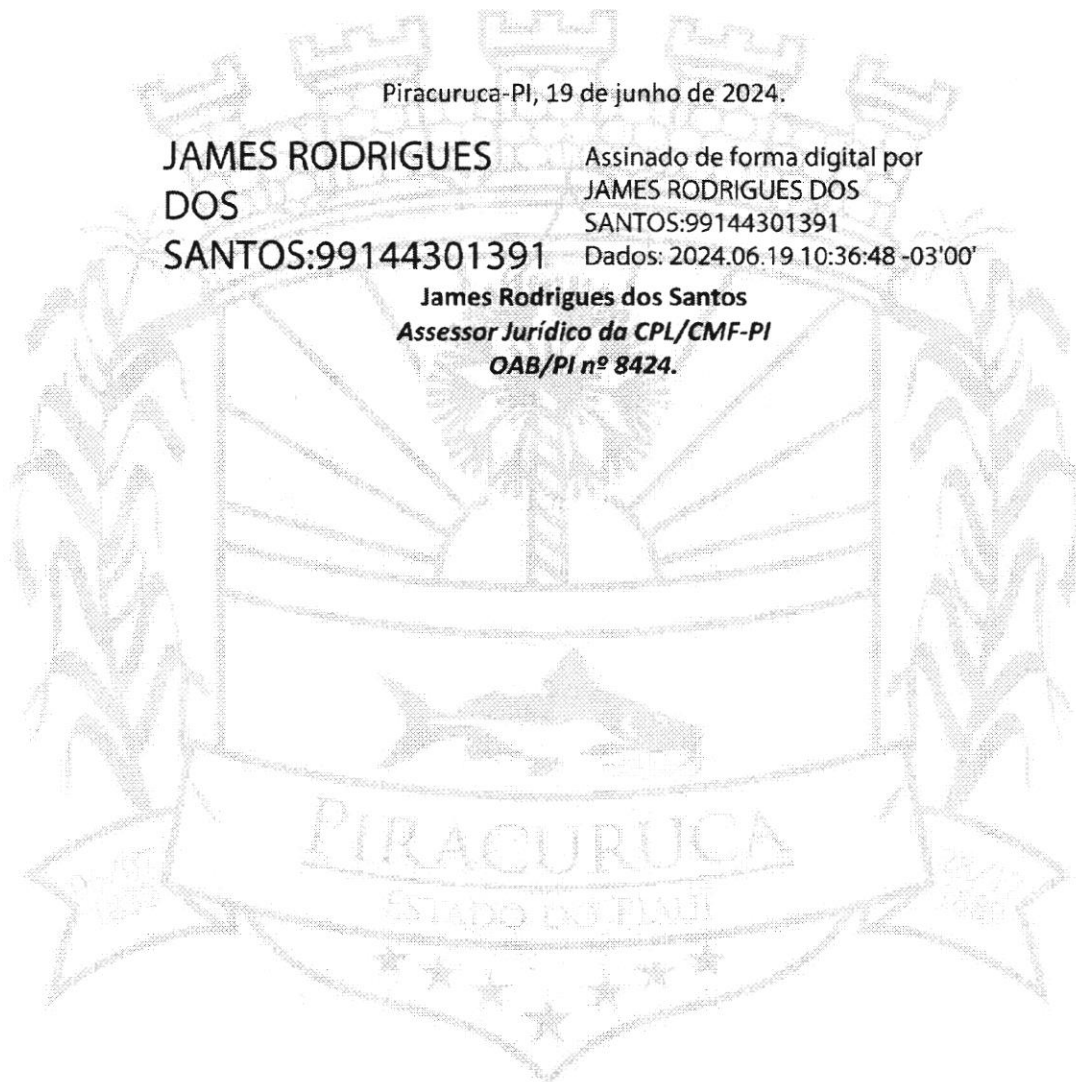 Piracuruca-PI, 19 de junho de 2024.
JAMES RODRIGUES
DOS
SANTOS:99144301391
Assinado de forma digital por
JAMES RODRIGUES DOS
SANTOS:99144301391
Dados: 2024.06.19 10:36:48 -03'00'
James Rodrigues dos Santos
Assessor Jurídico da CPL/CMF-PI
OAB/PI nº 8424.
PIRACURUCA
ESTADO DO PIAUÍ